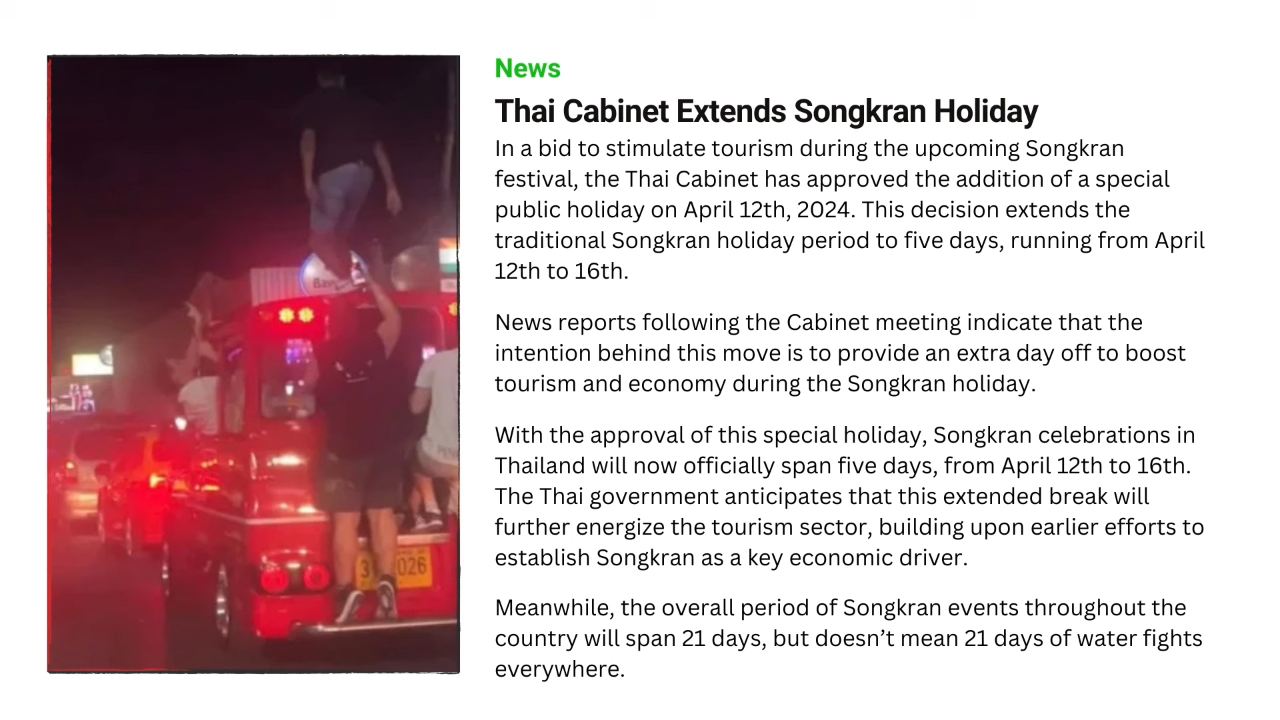 News
Thai Cabinet Extends Songkran Holiday
In a bid to stimulate tourism during the upcoming Songkran
festival, the Thai Cabinet has approved the addition of a special
public holiday on April 12th, 2024. This decision extends the
traditional Songkran holiday period to five days, running from April
12th to 16th.
News reports following the Cabinet meeting indicate that the
intention behind this move is to provide an extra day off to boost
tourism and economy during the Songkran holiday.
With the approval of this special holiday, Songkran celebrations in
Thailand will now officially span five days, from April 12th to 16th.
The Thai government anticipates that this extended break will
further energize the tourism sector, building upon earlier efforts to
establish Songkran as a key economic driver.
Meanwhile, the overall period of Songkran events throughout the
country will span 21 days, but doesn’t mean 21 days of water fights
everywhere.